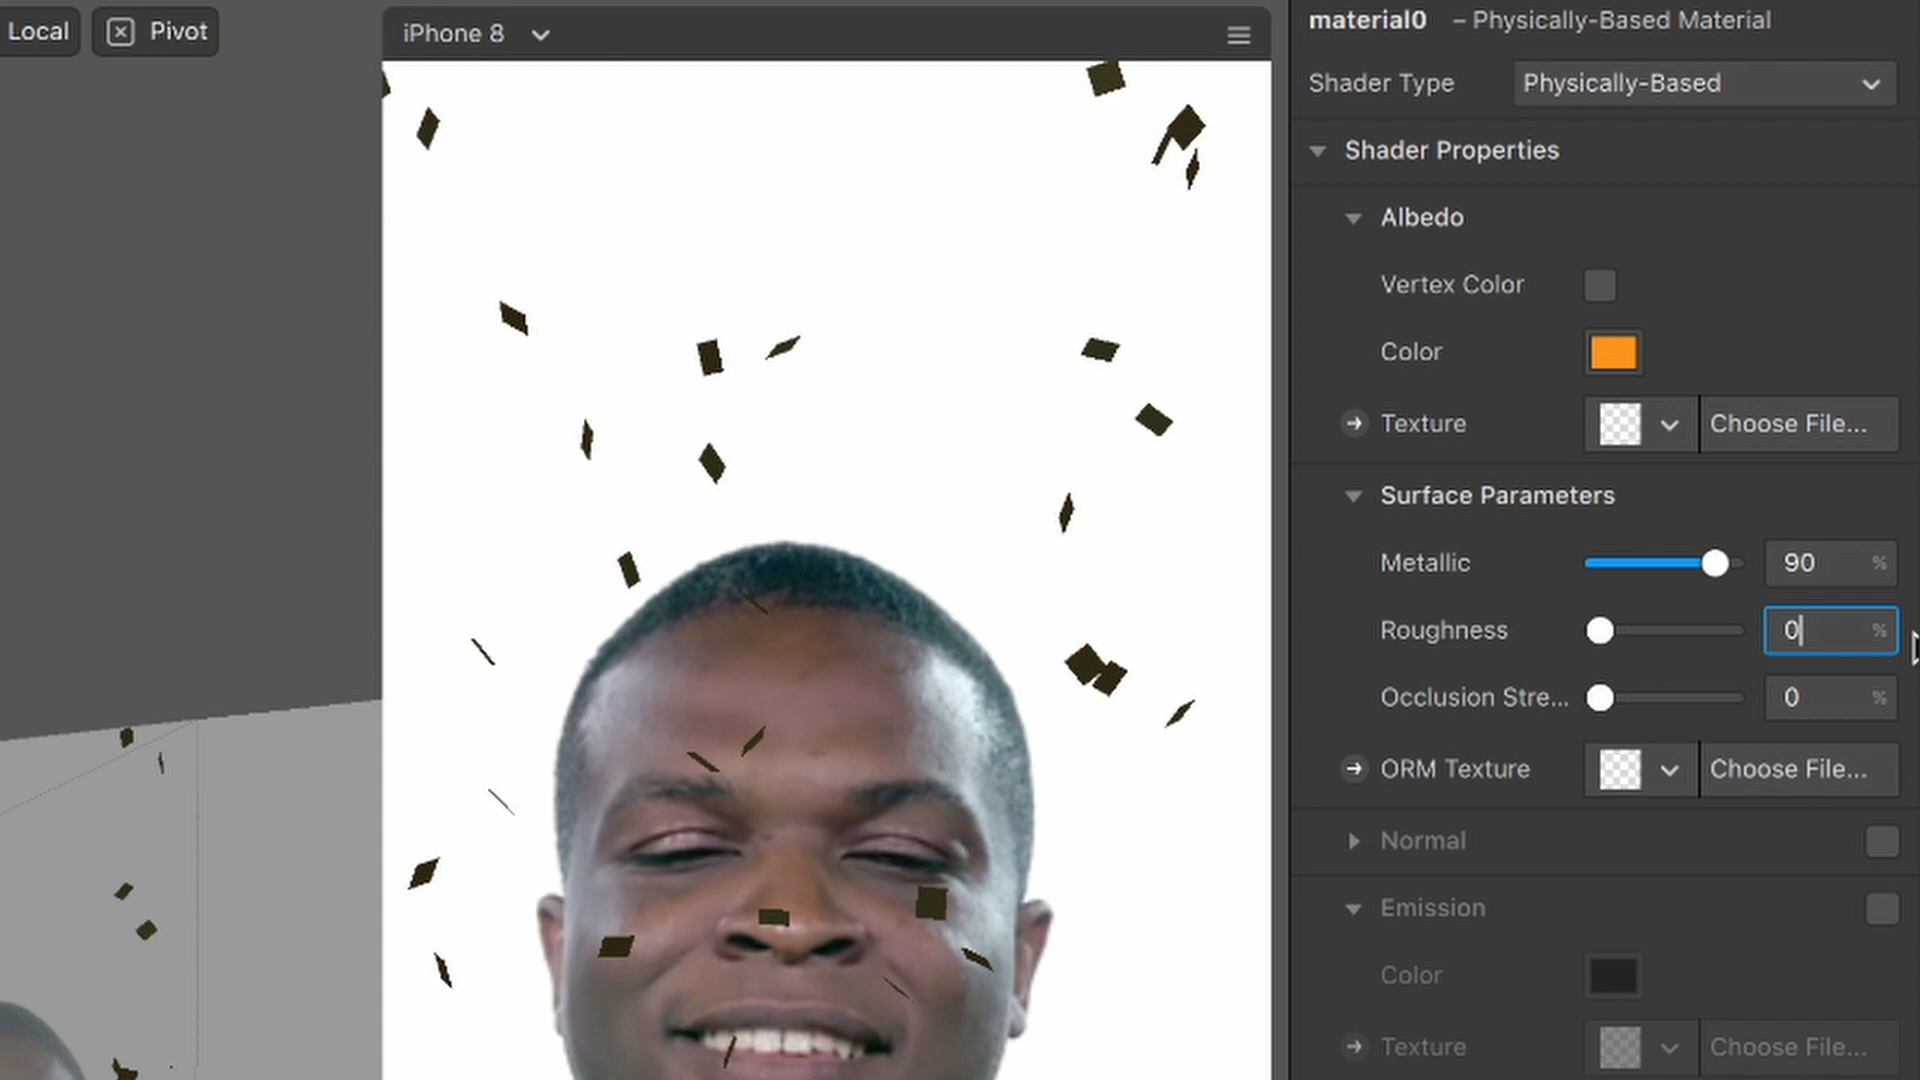 Local
Pivot
iPhone 8
material0 – Physically-Based Material
Shader Type Physically-Based
Shader Properties
Albedo
Vertex Color
Color
Texture Choose File...
Surface Parameters
Metallic 90 %
Roughness 0 %
Occlusion Stre... 0 %
ORM Texture Choose File...
Normal
Emission
Color
Texture Choose File...